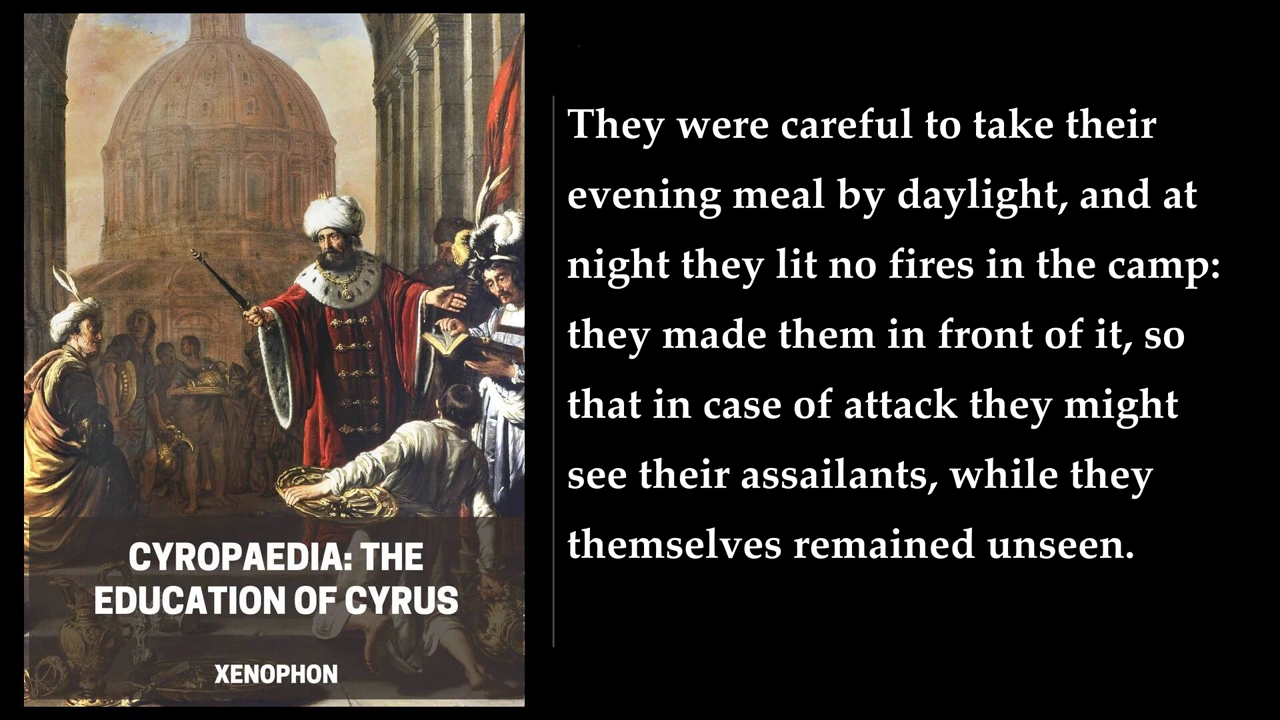 CYROPAEDIA: THE
EDUCATION OF CYRUS
XENOPHON
They were careful to take their
evening meal by daylight, and at
night they lit no fires in the camp:
they made them in front of it, so
that in case of attack they might
see their assailants, while they
themselves remained unseen.